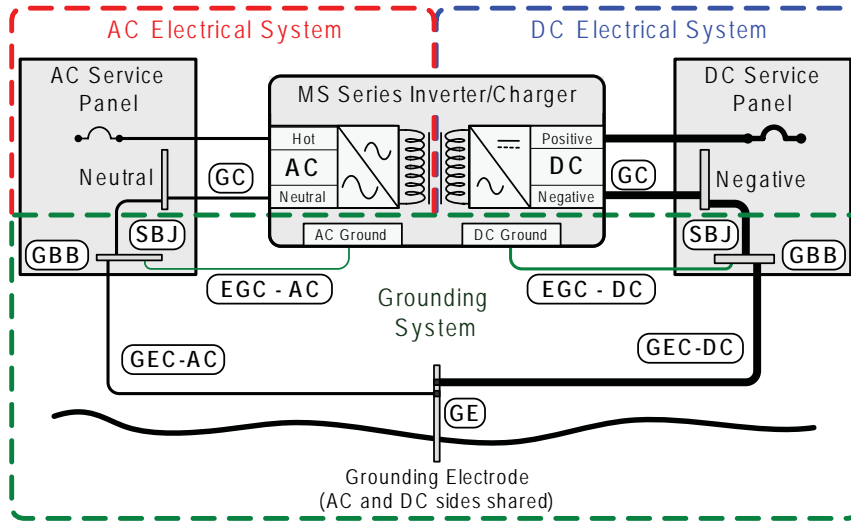 AC Electrical System
DC Electrical System
AC Service
Panel
MS Series Inverter/Charger
DC Service
Panel
Hot
AC
Neutral
Positive
DC
Negative
Neutral
GC
GC
Negative
SBJ
AC Ground
DC Ground
SBJ
GBB
GBB
EGC - AC
EGC - DC
Grounding
System
GEC-AC
GEC-DC
GE
Grounding Electrode
(AC and DC sides shared)